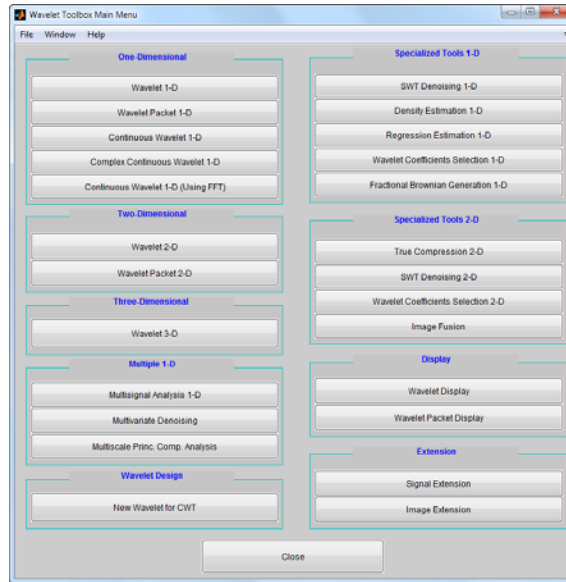 Wavelet Toolbox Main Menu
File Window Help
One-Dimensional
Wavelet 1-D
Wavelet Packet 1-D
Continuous Wavelet 1-D
Complex Continuous Wavelet 1-D
Continuous Wavelet 1-D (Using FFT)
Two-Dimensional
Wavelet 2-D
Wavelet Packet 2-D
Three-Dimensional
Wavelet 3-D
Multiple 1-D
Multisignal Analysis 1-D
Multivariate Denoising
Multiscale Princ. Comp. Analysis
Wavelet Design
New Wavelet for CWT
Specialized Tools 1-D
SWT Denoising 1-D
Density Estimation 1-D
Regression Estimation 1-D
Wavelet Coefficients Selection 1-D
Fractional Brownian Generation 1-D
Specialized Tools 2-D
True Compression 2-D
SWT Denoising 2-D
Wavelet Coefficients Selection 2-D
Image Fusion
Display
Wavelet Display
Wavelet Packet Display
Extension
Signal Extension
Image Extension
Close